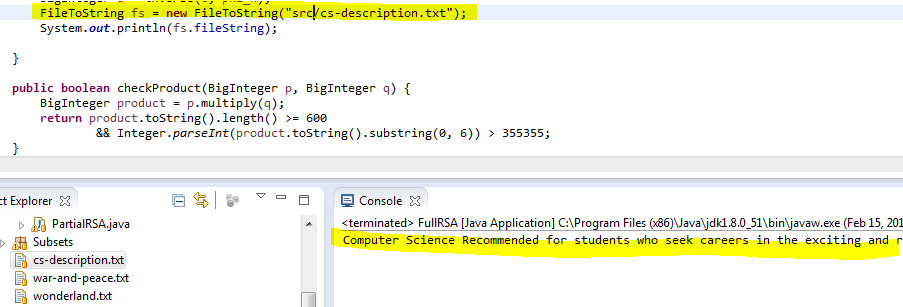 FileToString fs = new FileToString("src/cs-description.txt");
System.out.println(fs.fileString);
}
public boolean checkProduct(BigInteger p, BigInteger q) {
BigInteger product = p.multiply(q);
return product.toString().length() >= 600
&& Integer.parseInt(product.toString().substring(0, 6)) > 355355;
}
ct Explorer
PartialRSA.java
Subsets
cs-description.txt
war-and-peace.txt
wonderland.txt
Console
<terminated> FullRSA [Java Application] C:\Program Files (x86)\Java\jdk1.8.0_51\bin\javaw.exe (Feb 15, 201
Computer Science Recommended for students who seek careers in the exciting and r